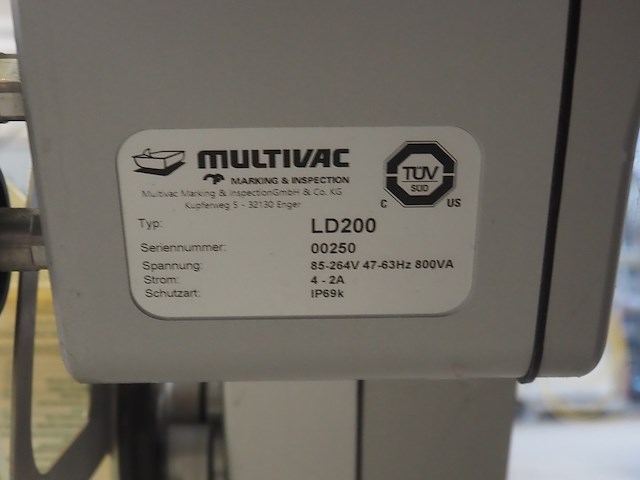 MULTIVAC
MARKING & INSPECTION
Multivac Marking & InspectionGmbH & Co. KG
Kupferweg 5 - 32130 Enger
TÜV
SÜD
C US
Typ: LD200
Seriennummer: 00250
Spannung: 85-264V 47-63Hz 800VA
Strom: 4 - 2A
Schutzart: IP69k